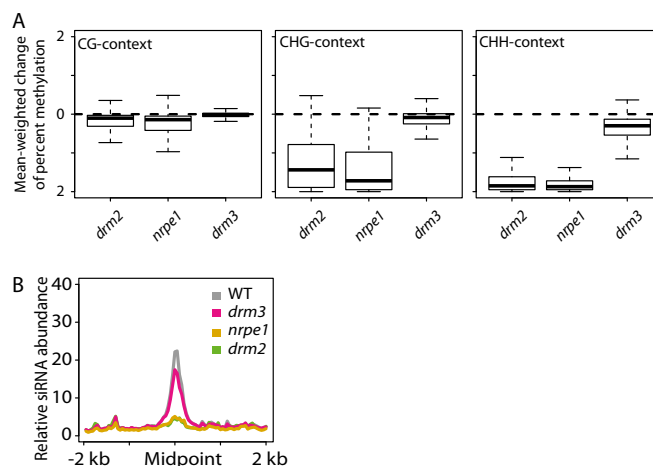 A
Mean-weighted change
of percent methylation
2
0
2
CG-context
drm2
nrpe1
drm3
CHG-context
drm2
nrpe1
drm3
CHH-context
drm2
nrpe1
drm3
B
Relative siRNA abundance
40
30
20
10
0
WT
drm3
nrpe1
drm2
-2 kb
Midpoint
2 kb